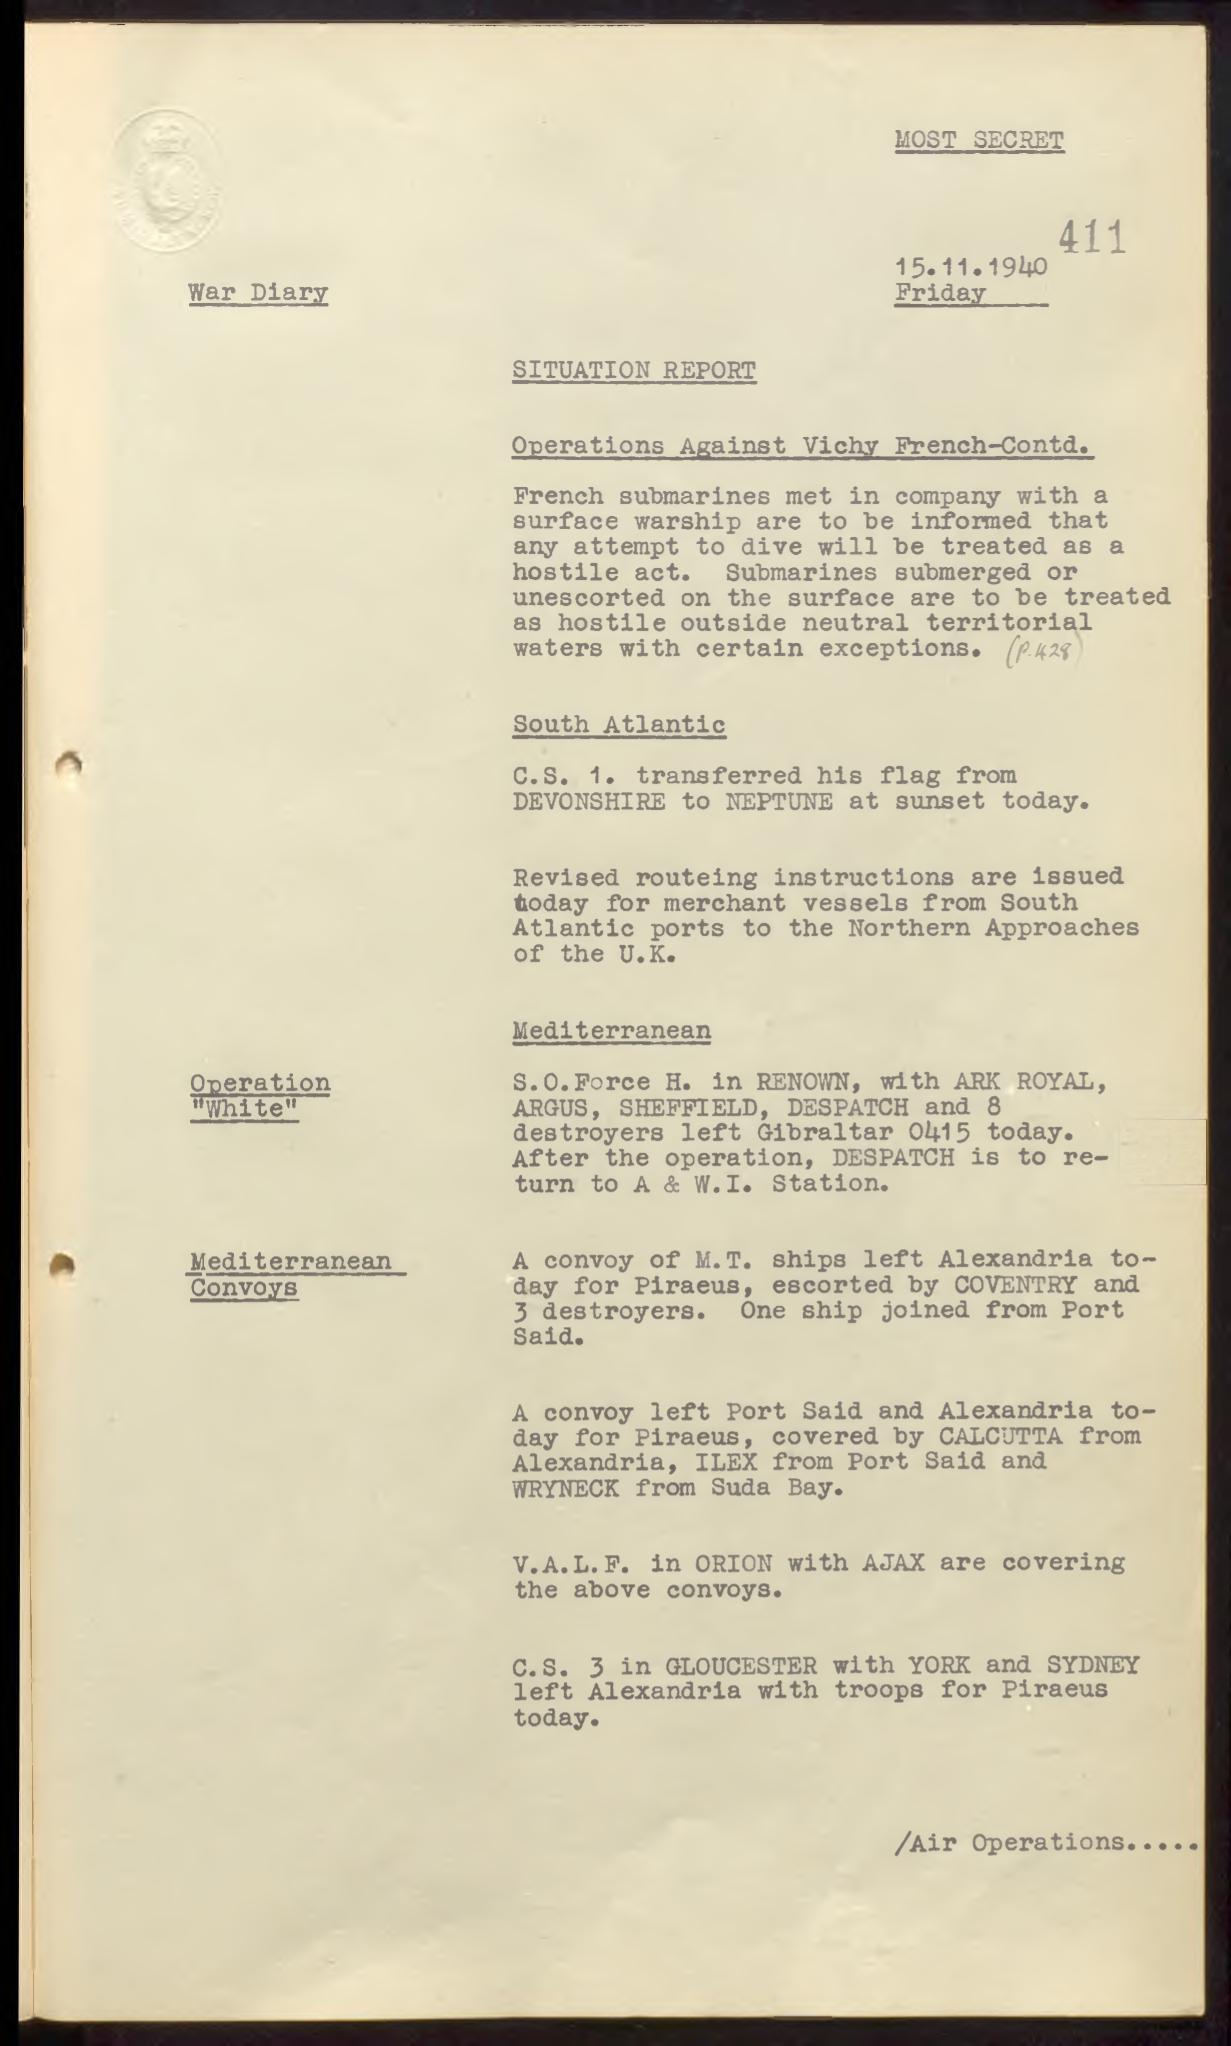 MOST SECRET
411
15.11.1940
War Diary
Friday
SITUATION REPORT
Operations Against Vichy French-Contd.
French submarines met in company with a
surface warship are to be informed that
any attempt to dive will be treated as a
hostile act. Submarines submerged or
unescorted on the surface are to be treated
as hostile outside neutral territorial
waters with certain exceptions. (P.428)
South Atlantic
C.S. 1. transferred his flag from
DEVONSHIRE to NEPTUNE at sunset today.
Revised routeing instructions are issued
today for merchant vessels from South
Atlantic ports to the Northern Approaches
of the U.K.
Mediterranean
Operation
"White"
S.O.Force H. in RENOWN, with ARK ROYAL,
ARGUS, SHEFFIELD, DESPATCH and 8
destroyers left Gibraltar 0415 today.
After the operation, DESPATCH is to re-
turn to A & W.I. Station.
Mediterranean
Convoys
A convoy of M.T. ships left Alexandria to-
day for Piraeus, escorted by COVENTRY and
3 destroyers. One ship joined from Port
Said.
A convoy left Port Said and Alexandria to-
day for Piraeus, covered by CALCUTTA from
Alexandria, ILEX from Port Said and
WRYNECK from Suda Bay.
V.A.L.F. in ORION with AJAX are covering
the above convoys.
C.S. 3 in GLOUCESTER with YORK and SYDNEY
left Alexandria with troops for Piraeus
today.
/Air Operations.....